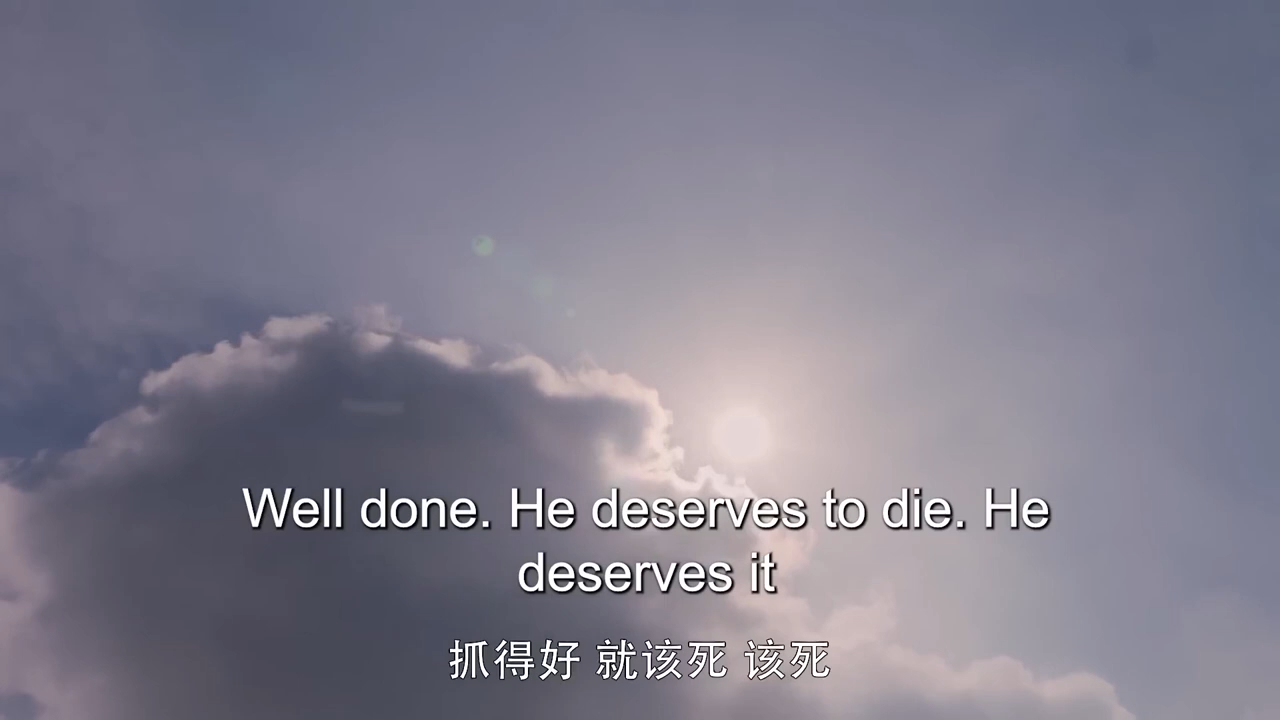 Well done. He deserves to die. He
deserves it
抓得好 就该死 该死